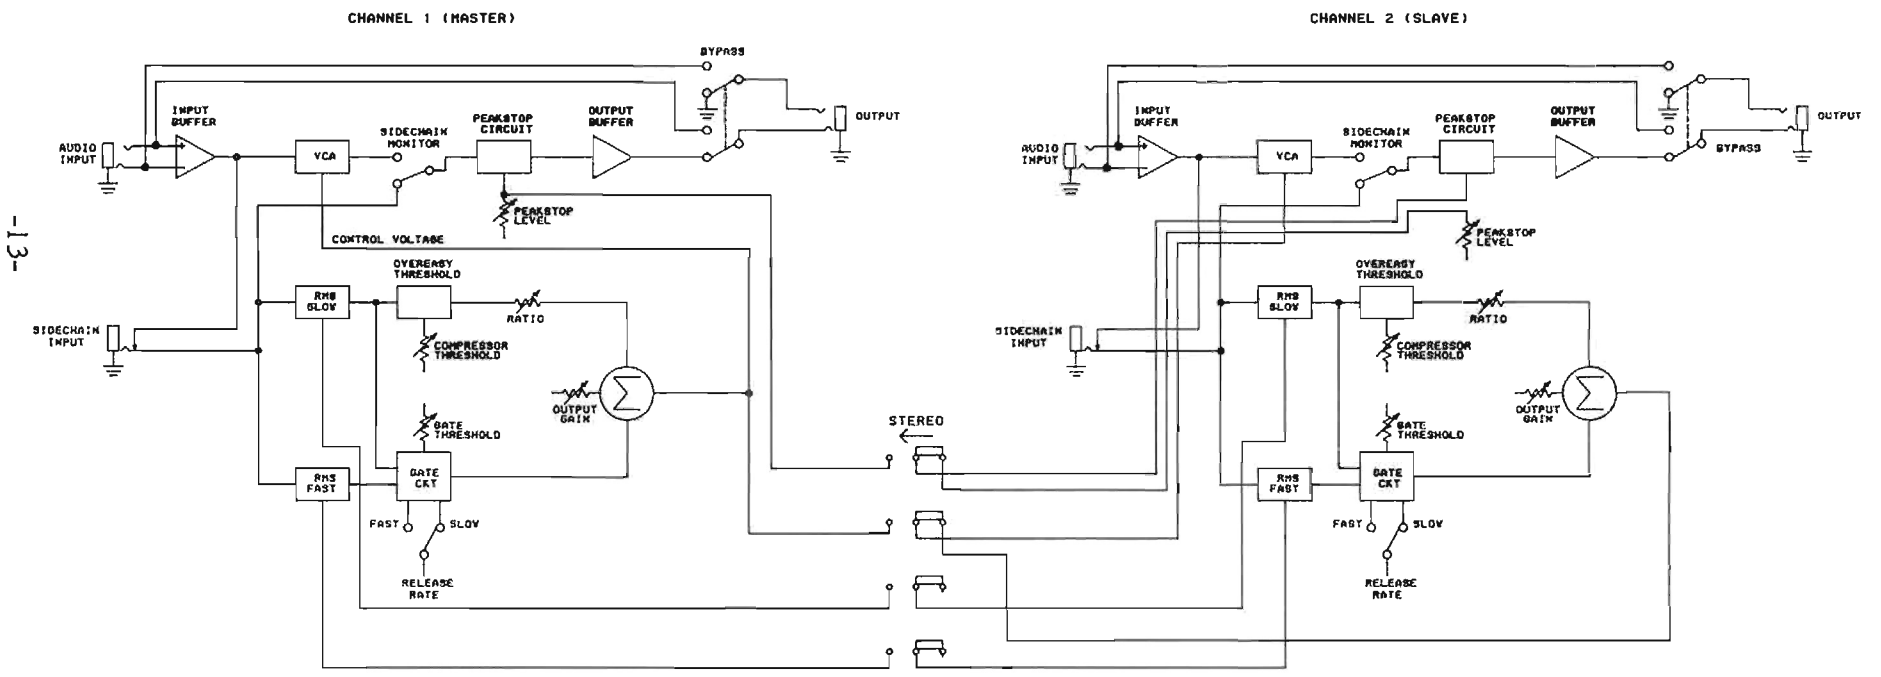 CHANNEL 1 (MASTER)
BYPASS
INPUT
BUFFER
SIDECHAIN
MONITOR
PEAKSTOP
CIRCUIT
OUTPUT
BUFFER
OUTPUT
AUDIO
INPUT
VCA
PEAKSTOP
LEVEL
CONTROL VOLTAGE
OVEREASY
THRESHOLD
RMS
SLOW
RATIO
SIDECHAIN
INPUT
COMPRESSOR
THRESHOLD
Σ
OUTPUT
GAIN
GATE
THRESHOLD
RMS
FAST
GATE
CKT
FAST
SLOW
RELEASE
RATE
STEREO
CHANNEL 2 (SLAVE)
INPUT
BUFFER
SIDECHAIN
MONITOR
PEAKSTOP
CIRCUIT
OUTPUT
BUFFER
OUTPUT
BYPASS
AUDIO
INPUT
VCA
PEAKSTOP
LEVEL
OVEREASY
THRESHOLD
RMS
SLOW
RATIO
SIDECHAIN
INPUT
COMPRESSOR
THRESHOLD
Σ
OUTPUT
GAIN
GATE
THRESHOLD
RMS
FAST
GATE
CKT
FAST
SLOW
RELEASE
RATE
-13-